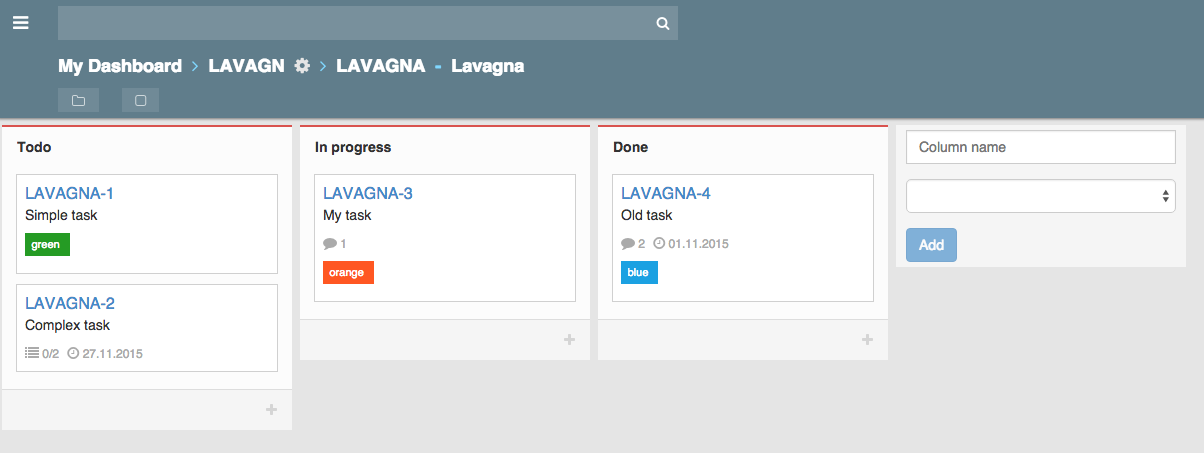 My Dashboard > LAVAGN > LAVAGNA - Lavagna
Todo
LAVAGNA-1
Simple task
green
LAVAGNA-2
Complex task
0/2 27.11.2015
+
In progress
LAVAGNA-3
My task
1
orange
+
Done
LAVAGNA-4
Old task
2 01.11.2015
blue
+
Column name
Add